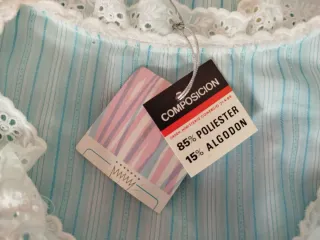 COMPOSICION
85% POLIESTER
15% ALGODON